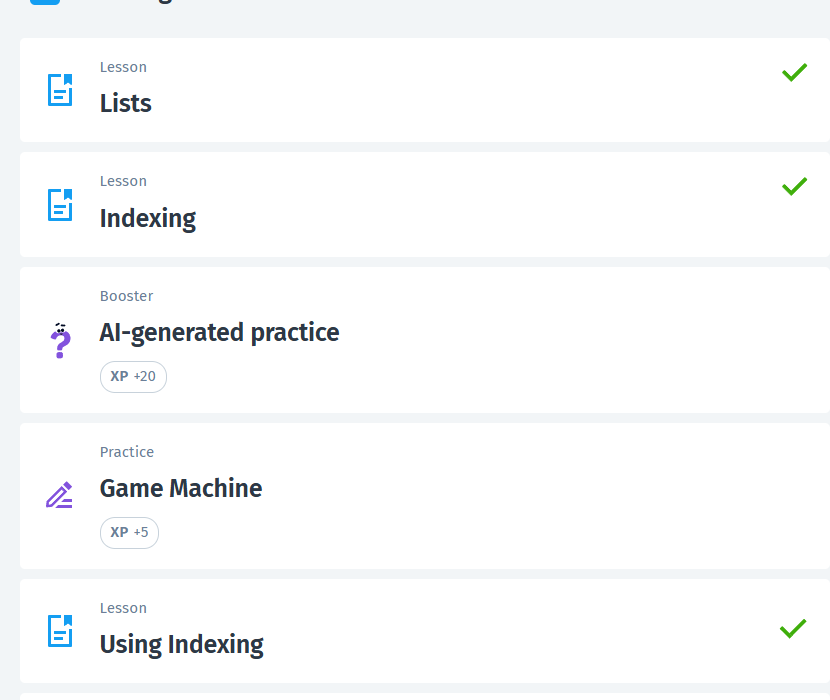 Lesson
Lists
Lesson
Indexing
Booster
AI-generated practice
XP +20
Practice
Game Machine
XP +5
Lesson
Using Indexing